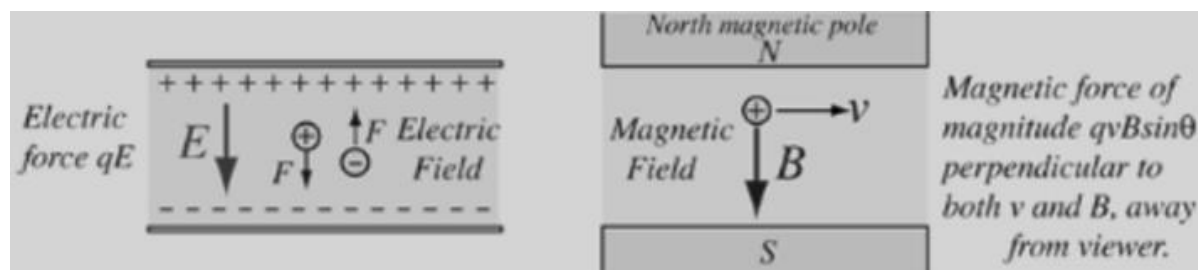 Electric
force qE
+ + + + + + + + + + + + +
E
+
F
F
−
Electric
Field
− − − − − − − − − − − − −
North magnetic pole
N
Magnetic
Field
+
v
B
S
Magnetic force of
magnitude qvBsinθ
perpendicular to
both v and B, away
from viewer.